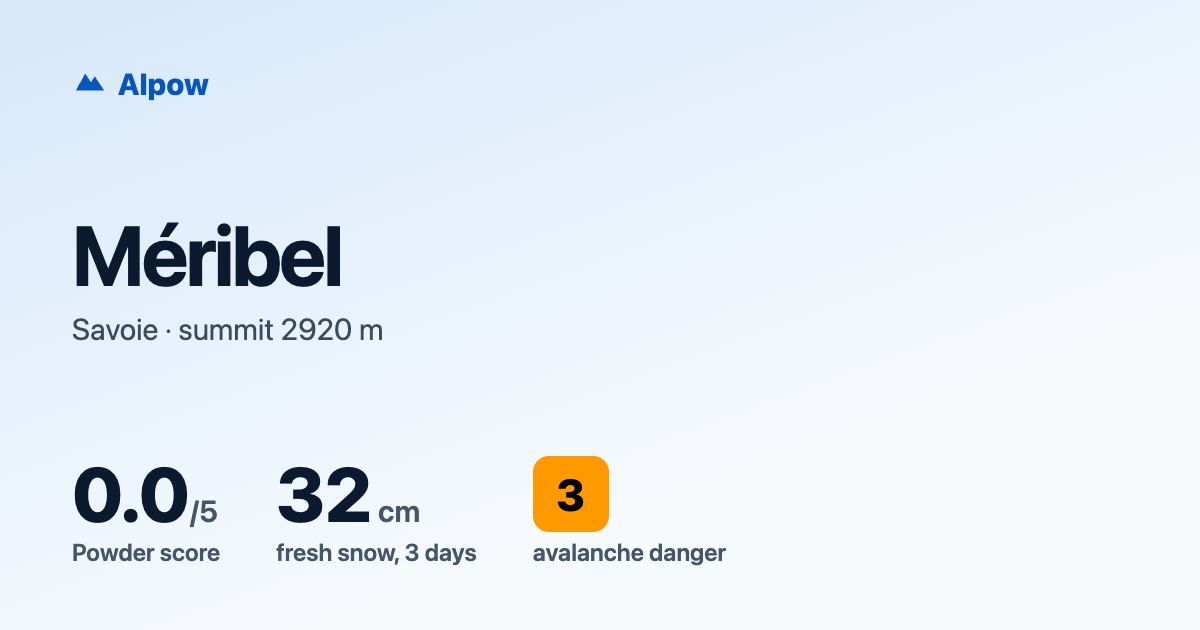 Alpow
Méribel
Savoie · summit 2920 m
0.0/5
Powder score
32 cm
fresh snow, 3 days
3
avalanche danger